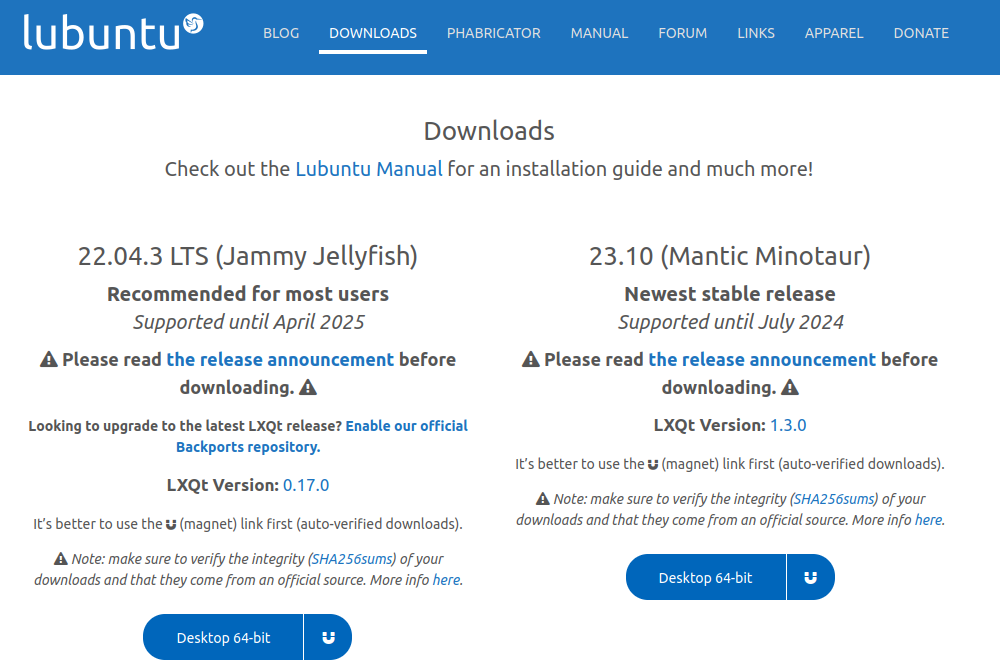 lubuntu
BLOG DOWNLOADS PHABRICATOR MANUAL FORUM LINKS APPAREL DONATE
Downloads
Check out the Lubuntu Manual for an installation guide and much more!
22.04.3 LTS (Jammy Jellyfish)
Recommended for most users
Supported until April 2025
Please read the release announcement before
downloading.
Looking to upgrade to the latest LXQt release? Enable our official
Backports repository.
LXQt Version: 0.17.0
It's better to use the (magnet) link first (auto-verified downloads).
Note: make sure to verify the integrity (SHA256sums) of your
downloads and that they come from an official source. More info here.
Desktop 64-bit
23.10 (Mantic Minotaur)
Newest stable release
Supported until July 2024
Please read the release announcement before
downloading.
LXQt Version: 1.3.0
It's better to use the (magnet) link first (auto-verified downloads).
Note: make sure to verify the integrity (SHA256sums) of your
downloads and that they come from an official source. More info here.
Desktop 64-bit